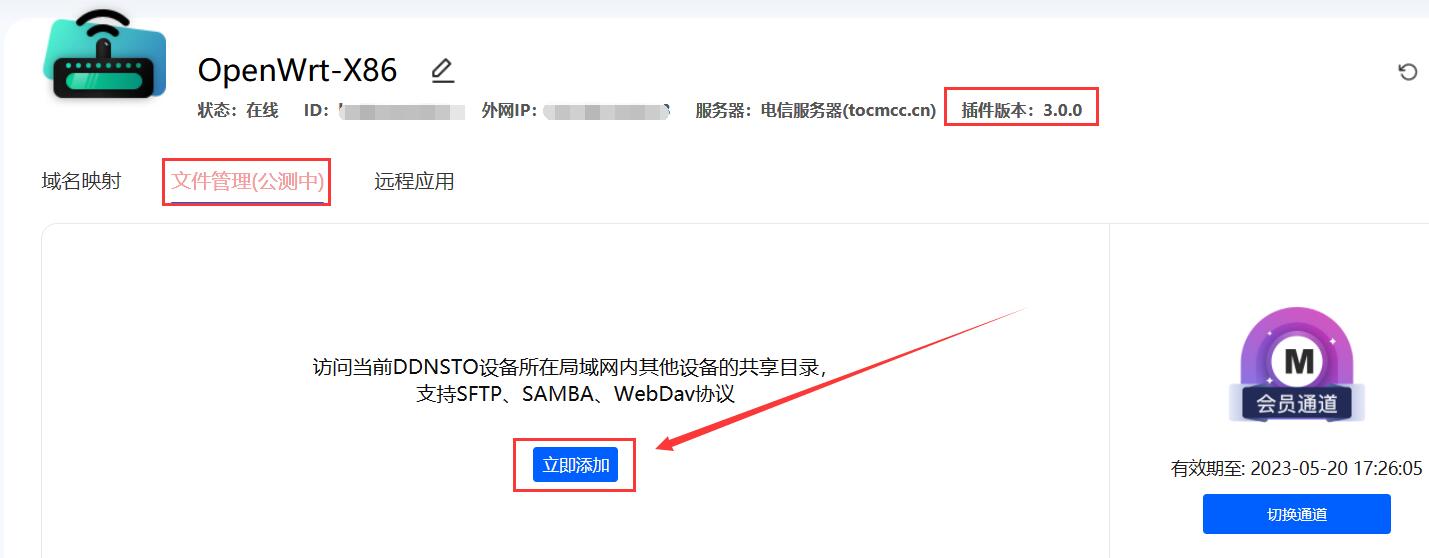 OpenWrt-X86
状态：在线 ID： 外网IP： 服务器：电信服务器(tocmcc.cn) 插件版本：3.0.0
域名映射 文件管理(公测中) 远程应用
访问当前DDNSTO设备所在局域网内其他设备的共享目录，
支持SFTP、SAMBA、WebDav协议
立即添加
M
会员通道
有效期至: 2023-05-20 17:26:05
切换通道